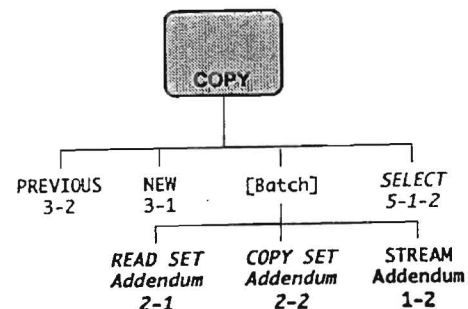 COPY
PREVIOUS NEW [Batch] SELECT
3-2 3-1 5-1-2
READ SET COPY SET STREAM
Addendum Addendum Addendum
2-1 2-2 1-2